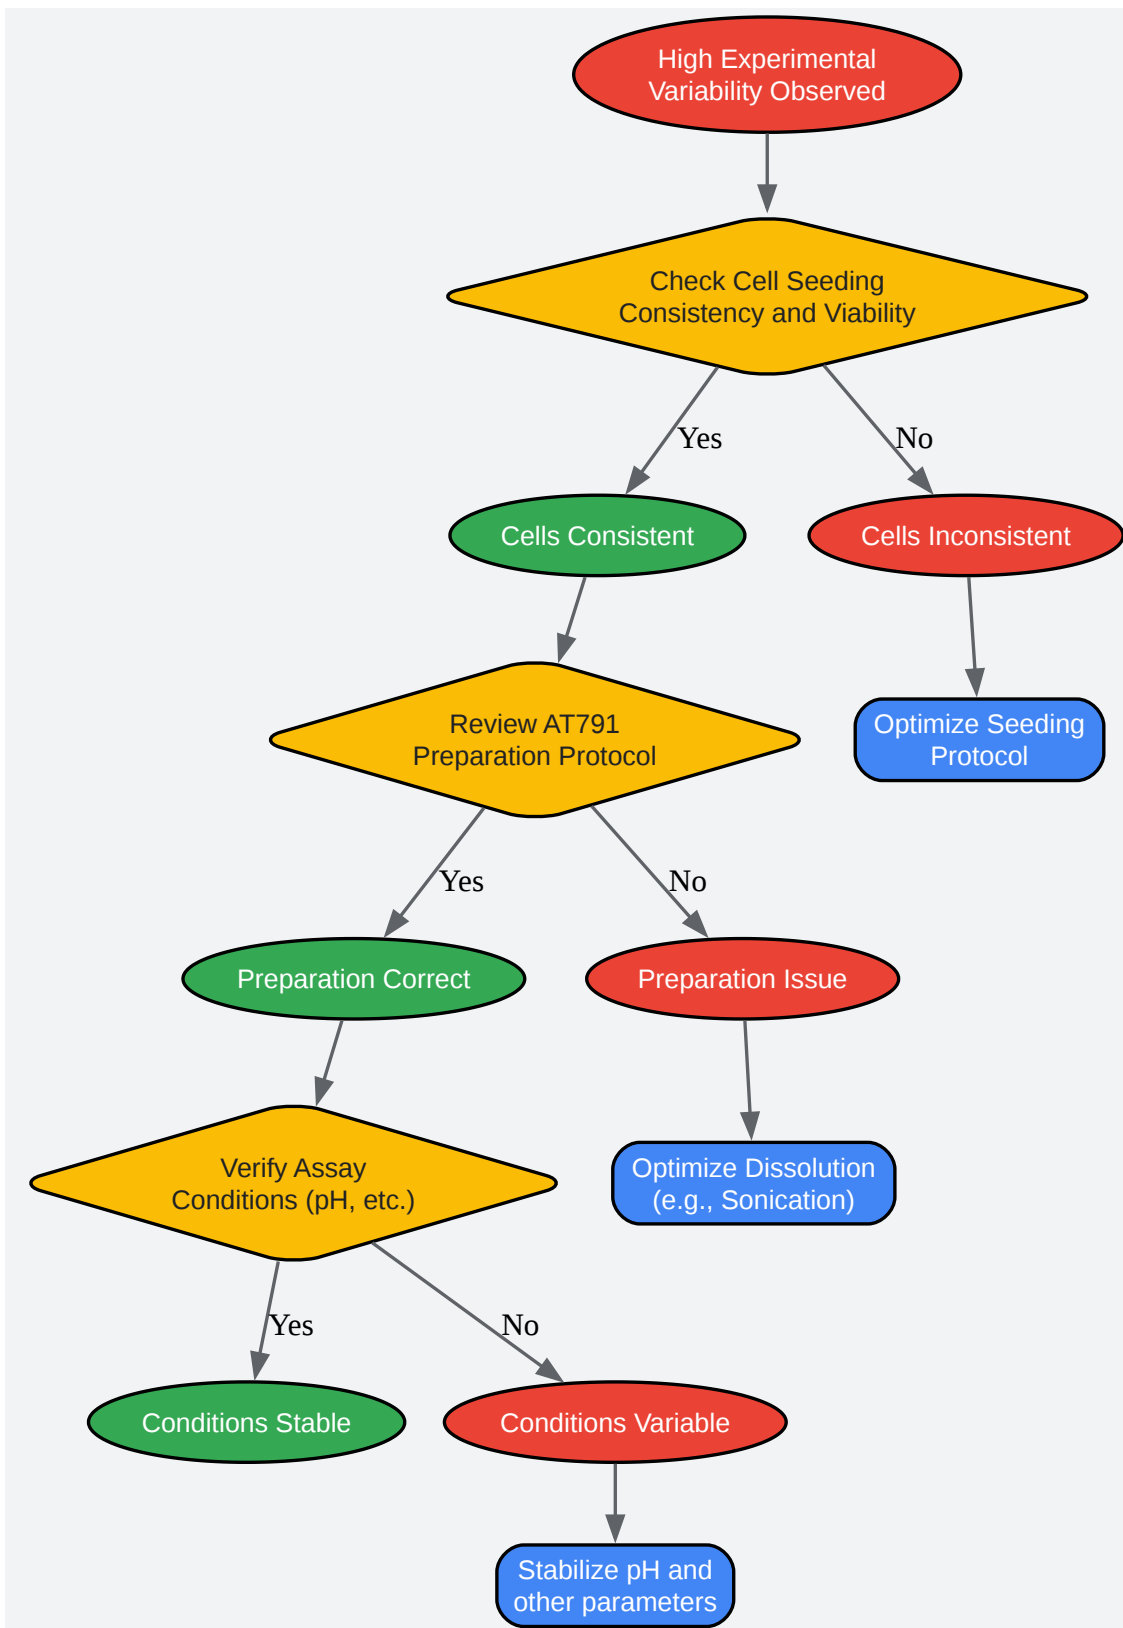 High Experimental
Variability Observed
Check Cell Seeding
Consistency and Viability
Yes
No
Cells Consistent
Cells Inconsistent
Review AT791
Preparation Protocol
Optimize Seeding
Protocol
Yes
No
Preparation Correct
Preparation Issue
Verify Assay
Conditions (pH, etc.)
Optimize Dissolution
(e.g., Sonication)
Yes
No
Conditions Stable
Conditions Variable
Stabilize pH and
other parameters